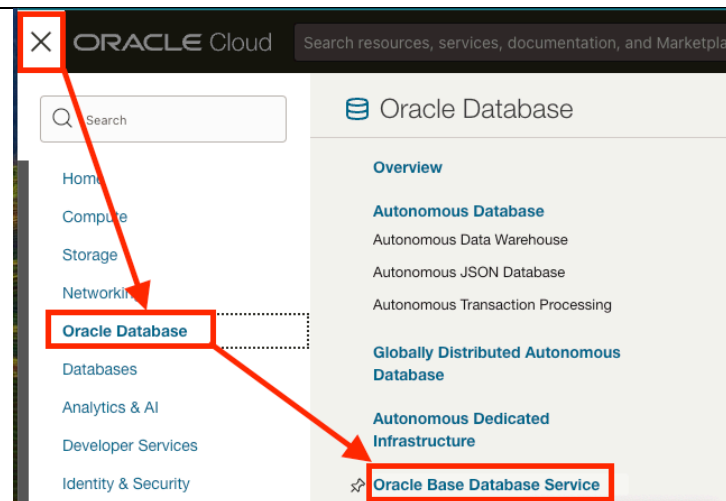 ORACLE Cloud
Search resources, services, documentation, and Marketpla
Search
Home
Compute
Storage
Networking
Oracle Database
Databases
Analytics & AI
Developer Services
Identity & Security
Oracle Database
Overview
Autonomous Database
Autonomous Data Warehouse
Autonomous JSON Database
Autonomous Transaction Processing
Globally Distributed Autonomous
Database
Autonomous Dedicated
Infrastructure
Oracle Base Database Service